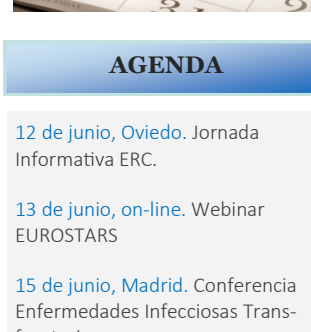 AGENDA
12 de junio, Oviedo. Jornada
Informativa ERC.
13 de junio, on-line. Webinar
EUROSTARS
15 de junio, Madrid. Conferencia
Enfermedades Infecciosas Trans-